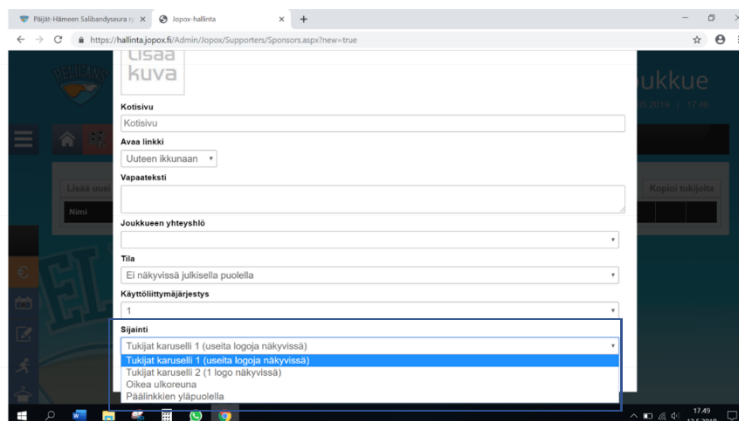 Päijät-Hämeen Salibandyseura ry
Jopox-hallinta
https://hallinta.jopox.fi/Admin/Jopox/Supporters/Sponsors.aspx?new=true
PELICANS
Lisää
kuva
Kotisivu
Kotisivu
Avaa linkki
Uuteen ikkunaan
Vapaateksti
Lisää uusi
Kopioi tukijoita
Nimi
Joukkueen yhteyshlö
Tila
Ei näkyvissä julkisella puolella
Käyttöliittymäjärjestys
1
Sijainti
Tukijat karuselli 1 (useita logoja näkyvissä)
Tukijat karuselli 1 (useita logoja näkyvissä)
Tukijat karuselli 2 (1 logo näkyvissä)
Oikea ulkoreuna
Päälinkkien yläpuolella
17.49